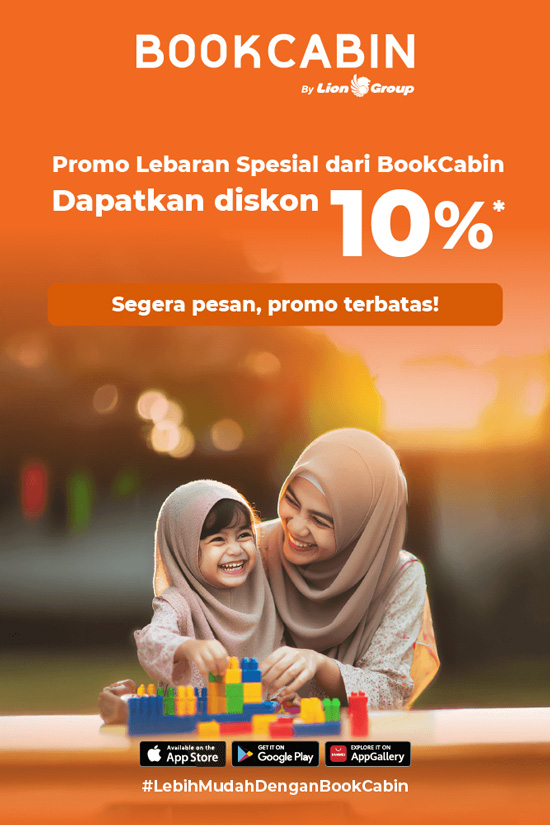 BOOKCABIN
By Lion Group
Promo Lebaran Spesial dari BookCabin
Dapatkan diskon 10%*
Segera pesan, promo terbatas!
Available on the App Store
GET IT ON Google Play
EXPLORE IT ON AppGallery
#LebihMudahDenganBookCabin